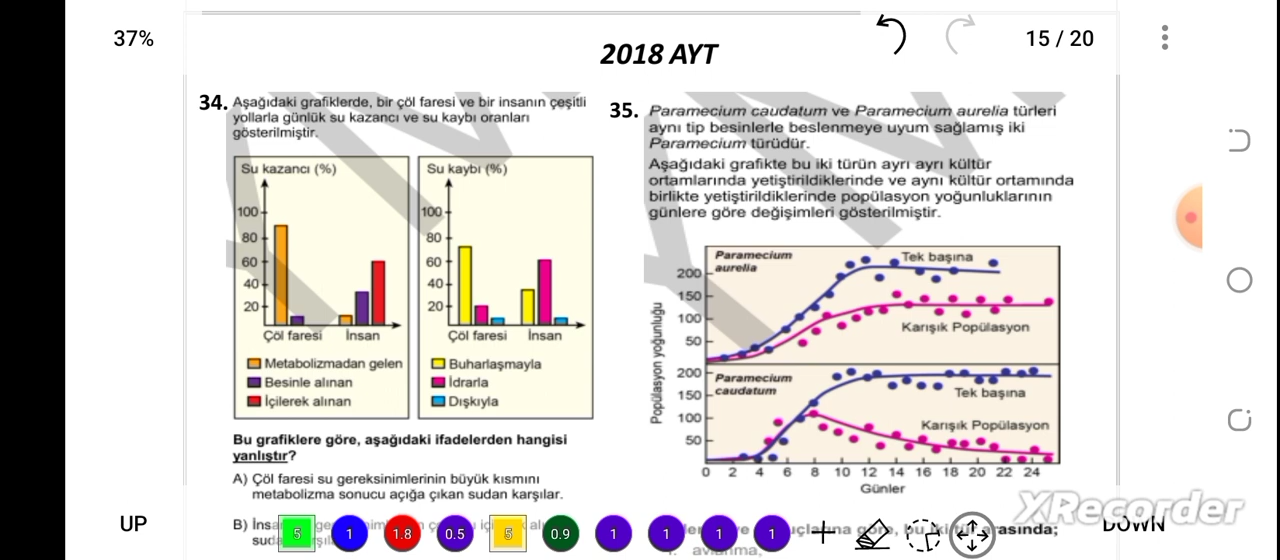 37%
2018 AYT
15 / 20
34. Aşağıdaki grafiklerde, bir çöl faresi ve bir insanın çeşitli
yollarla günlük su kazancı ve su kaybı oranları
gösterilmiştir.
Su kazancı (%)
100
80
60
40
20
Çöl faresi İnsan
Metabolizmadan gelen
Besinle alınan
İçilerek alınan
Su kaybı (%)
100
80
60
40
20
Çöl faresi İnsan
Buharlaşmayla
İdrarla
Dışkıyla
Bu grafiklere göre, aşağıdaki ifadelerden hangisi
yanlıştır?
A) Çöl faresi su gereksinimlerinin büyük kısmını
metabolizma sonucu açığa çıkan sudan karşılar.
B)
35. Paramecium caudatum ve Paramecium aurelia türleri
aynı tip besinlerle beslenmeye uyum sağlamış iki
Paramecium türüdür.
Aşağıdaki grafikte bu iki türün ayrı ayrı kültür
ortamlarında yetiştirildiklerinde ve aynı kültür ortamında
birlikte yetiştirildiklerinde popülasyon yoğunluklarının
günlere göre değişimleri gösterilmiştir.
Popülasyon yoğunluğu
Paramecium
aurelia
Tek başına
200
150
100
50
Karışık Popülasyon
Paramecium
caudatum
200
150
100
50
Tek başına
Karışık Popülasyon
0 2 4 6 8 10 12 14 16 18 20 22 24
Günler
XRecorder
UP
5 1 1.8 0.5 5 0.9 1 1 1 1
DOWN
göre, bu iki tür arasında;
I. avlanma,